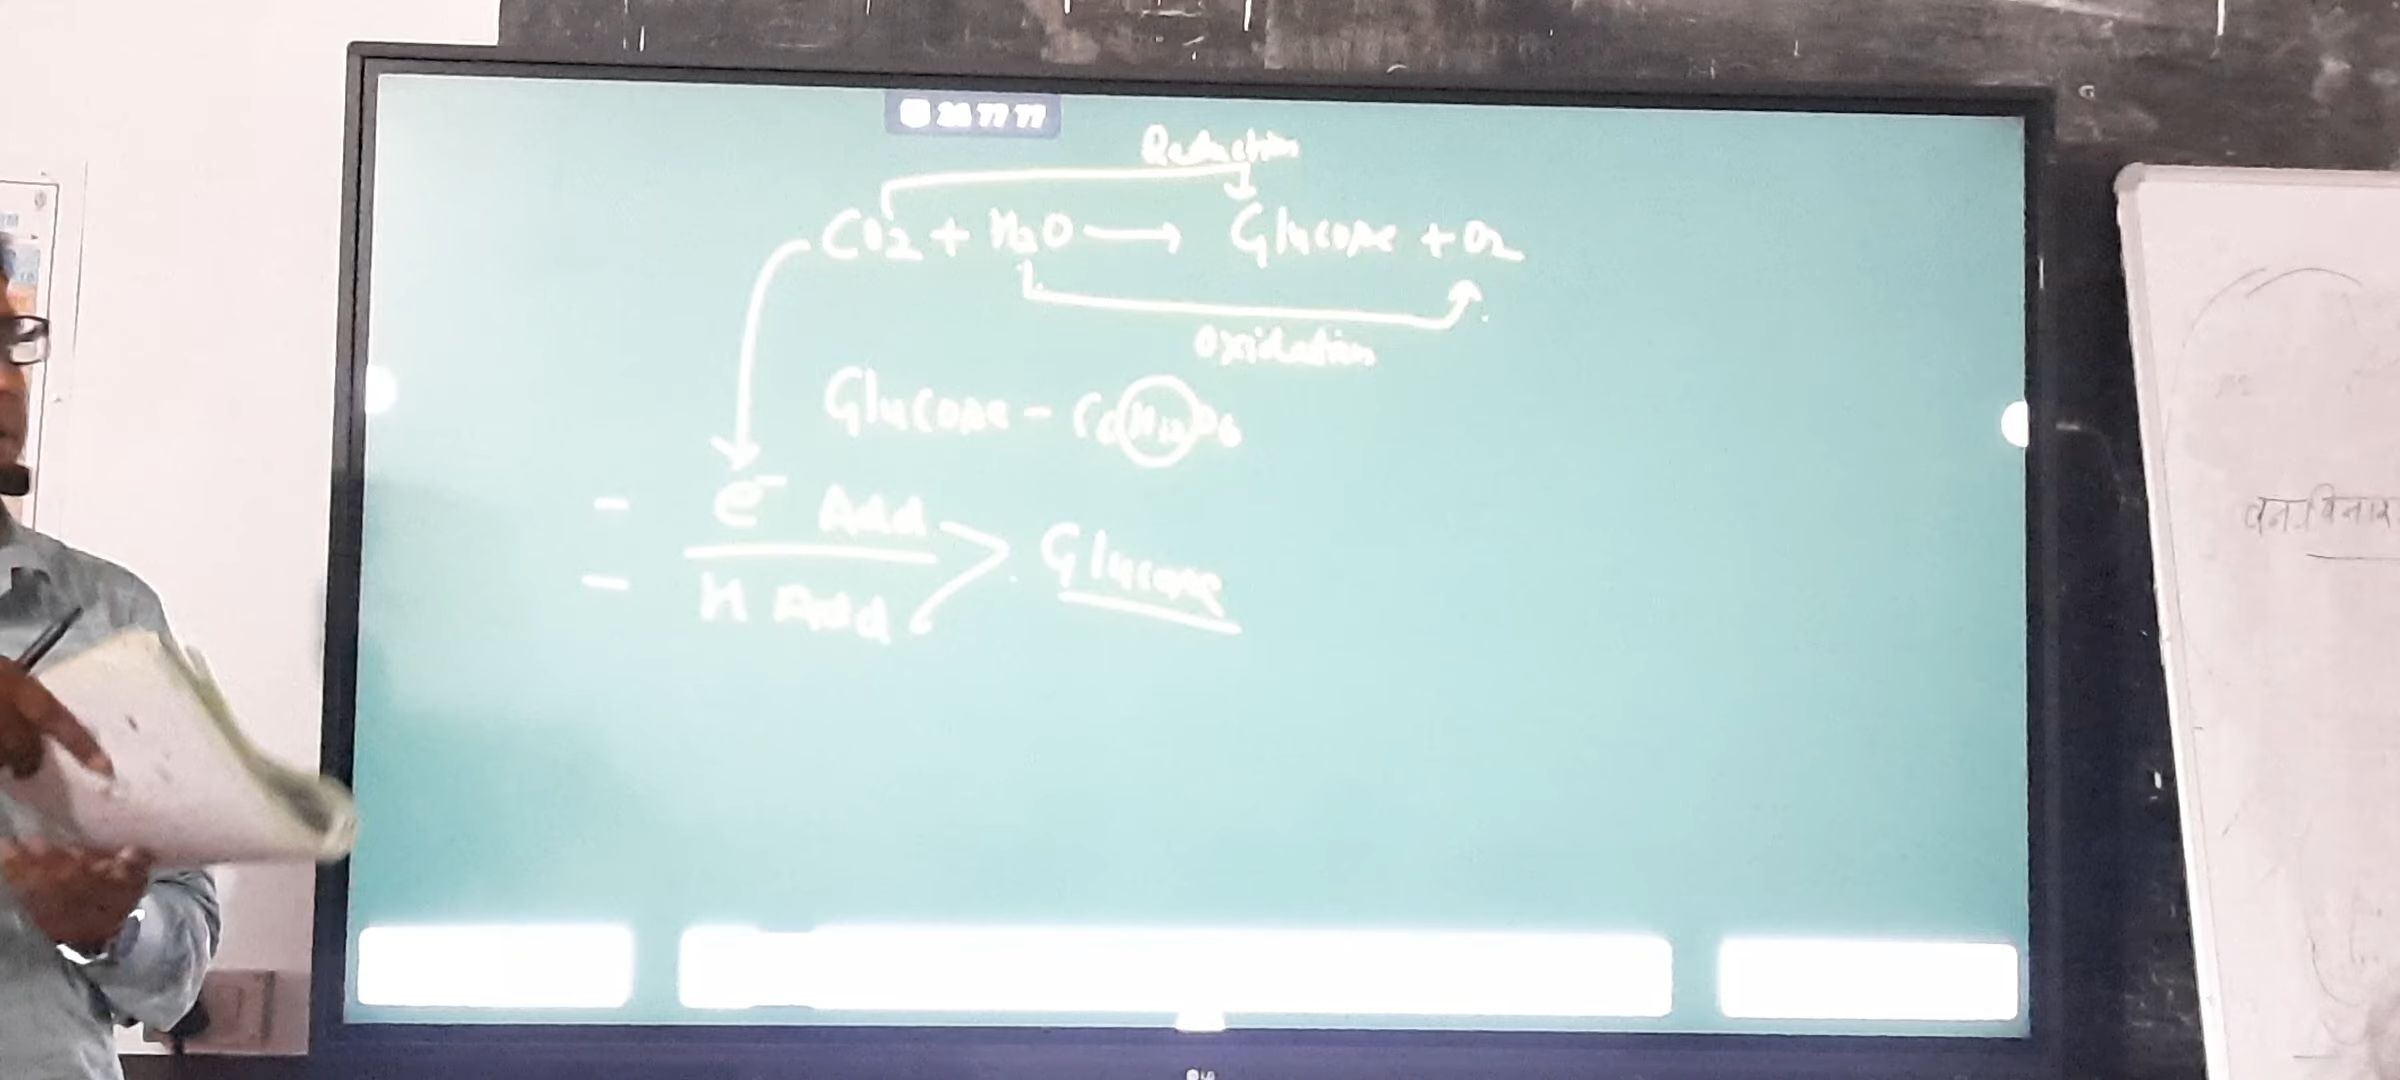 Reduction
CO2 + H2O → Glucose + O2
Oxidation
Glucose - C6H12O6
- e⁻ Add
Glucose
- H Add